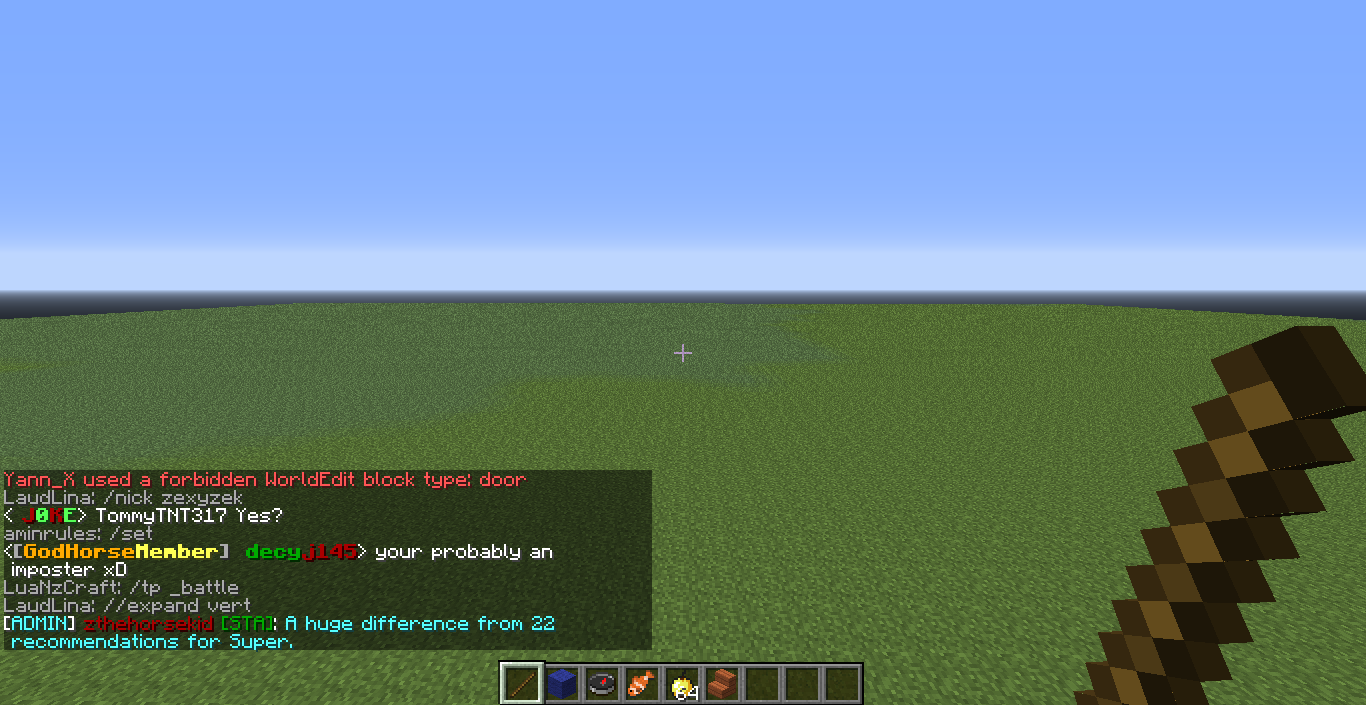 Yann_X used a forbidden WorldEdit block type: door
LaudLina: /nick zexyzek
< J0KE> TommyTNT317 Yes?
aminrules: /set
<[GodHorseMember] decyj145> your probably an
imposter xD
LuaNzCraft: /tp _battle
LaudLina: //expand vert
[ADMIN] zthehorsekid [STA]: A huge difference from 22
recommendations for Super.
64